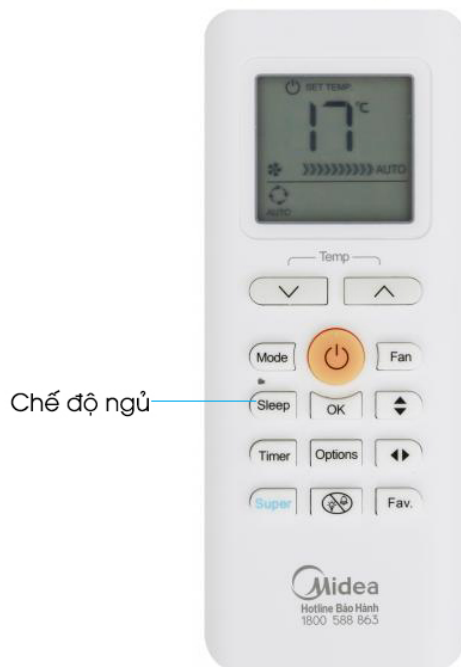 SET TEMP.
17°C
AUTO
AUTO
Temp
Mode
Fan
Chế độ ngủ
Sleep
OK
Timer
Options
Super
Fav.
Midea
Hotline Bảo Hành
1800 588 863